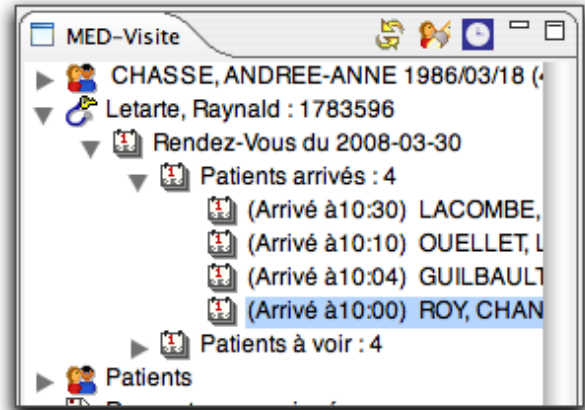 MED-Visite
CHASSE, ANDREE-ANNE 1986/03/18 (
Letarte, Raynald : 1783596
Rendez-Vous du 2008-03-30
Patients arrivés : 4
(Arrivé à10:30) LACOMBE,
(Arrivé à10:10) OUELLET, L
(Arrivé à10:04) GUILBAULT
(Arrivé à10:00) ROY, CHAN
Patients à voir : 4
Patients